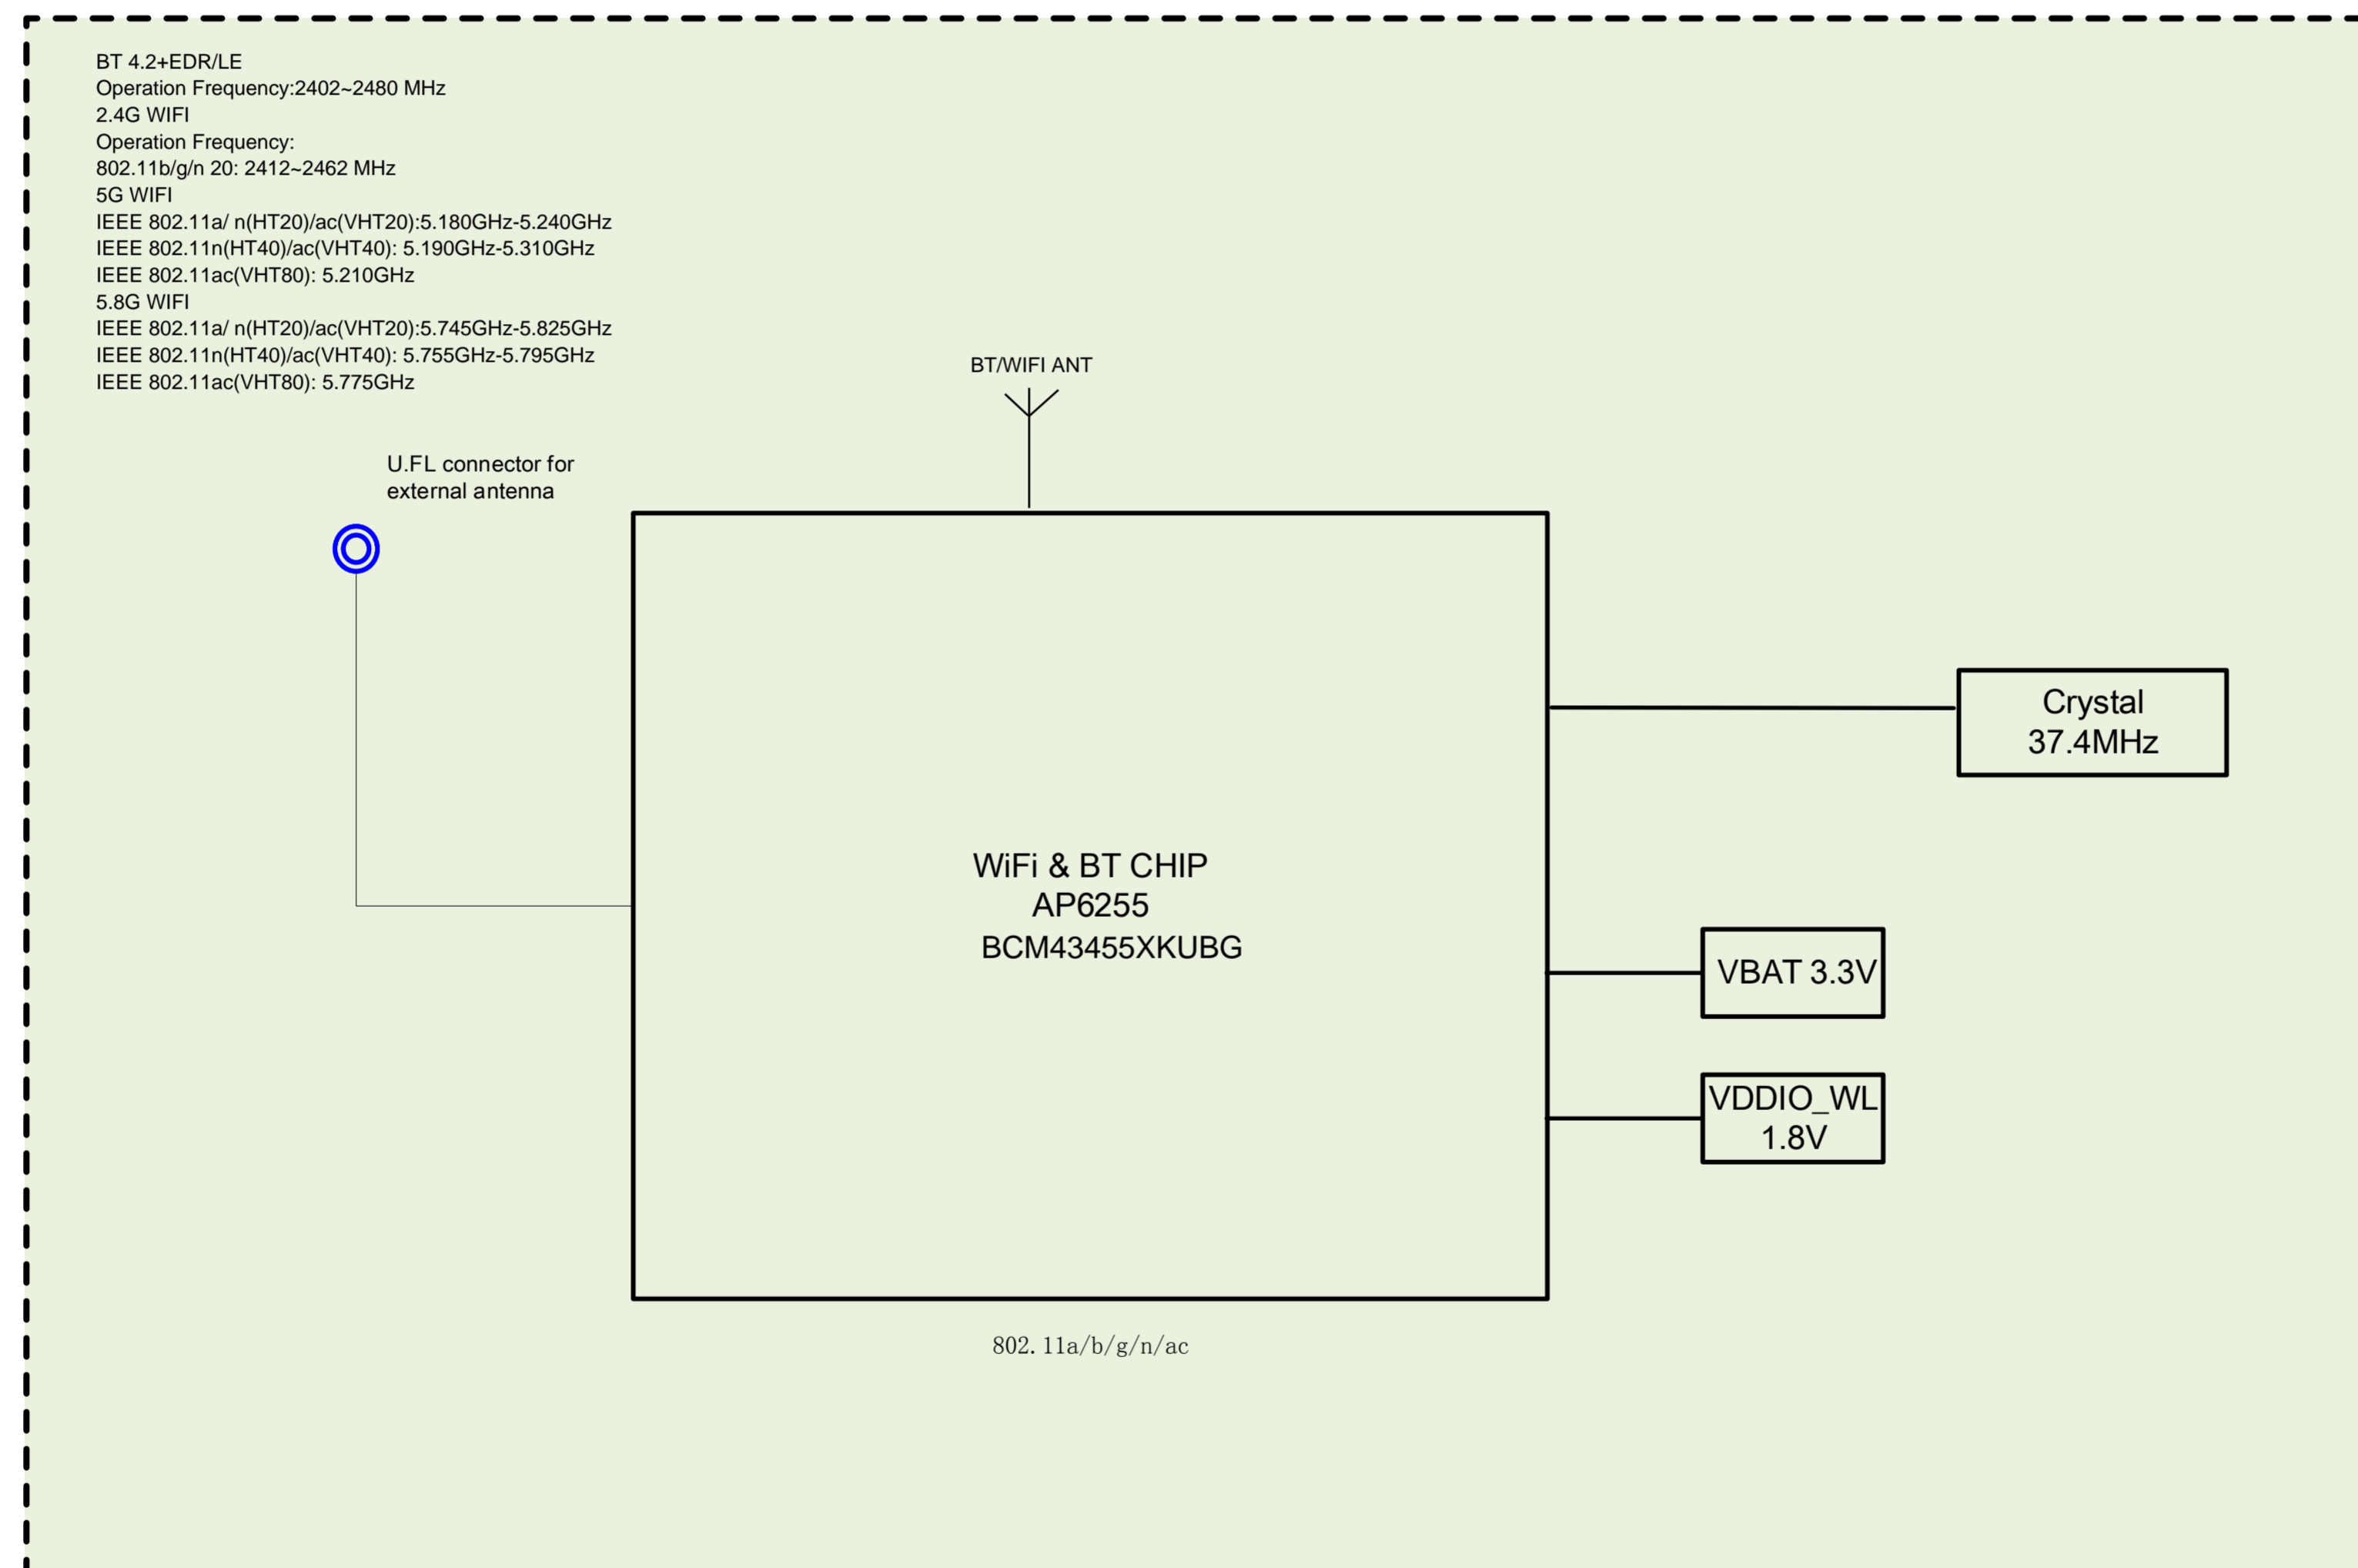 BT 4.2+EDR/LE
Operation Frequency:2402~2480 MHz
2.4G WIFI
Operation Frequency:
802.11b/g/n 20: 2412~2462 MHz
5G WIFI
IEEE 802.11a/ n(HT20)/ac(VHT20):5.180GHz-5.240GHz
IEEE 802.11n(HT40)/ac(VHT40): 5.190GHz-5.310GHz
IEEE 802.11ac(VHT80): 5.210GHz
5.8G WIFI
IEEE 802.11a/ n(HT20)/ac(VHT20):5.745GHz-5.825GHz
IEEE 802.11n(HT40)/ac(VHT40): 5.755GHz-5.795GHz
IEEE 802.11ac(VHT80): 5.775GHz
BT/WIFI ANT
U.FL connector for
external antenna
Crystal
37.4MHz
WiFi & BT CHIP
AP6255
BCM43455XKUBG
VBAT 3.3V
VDDIO_WL
1.8V
802.11a/b/g/n/ac